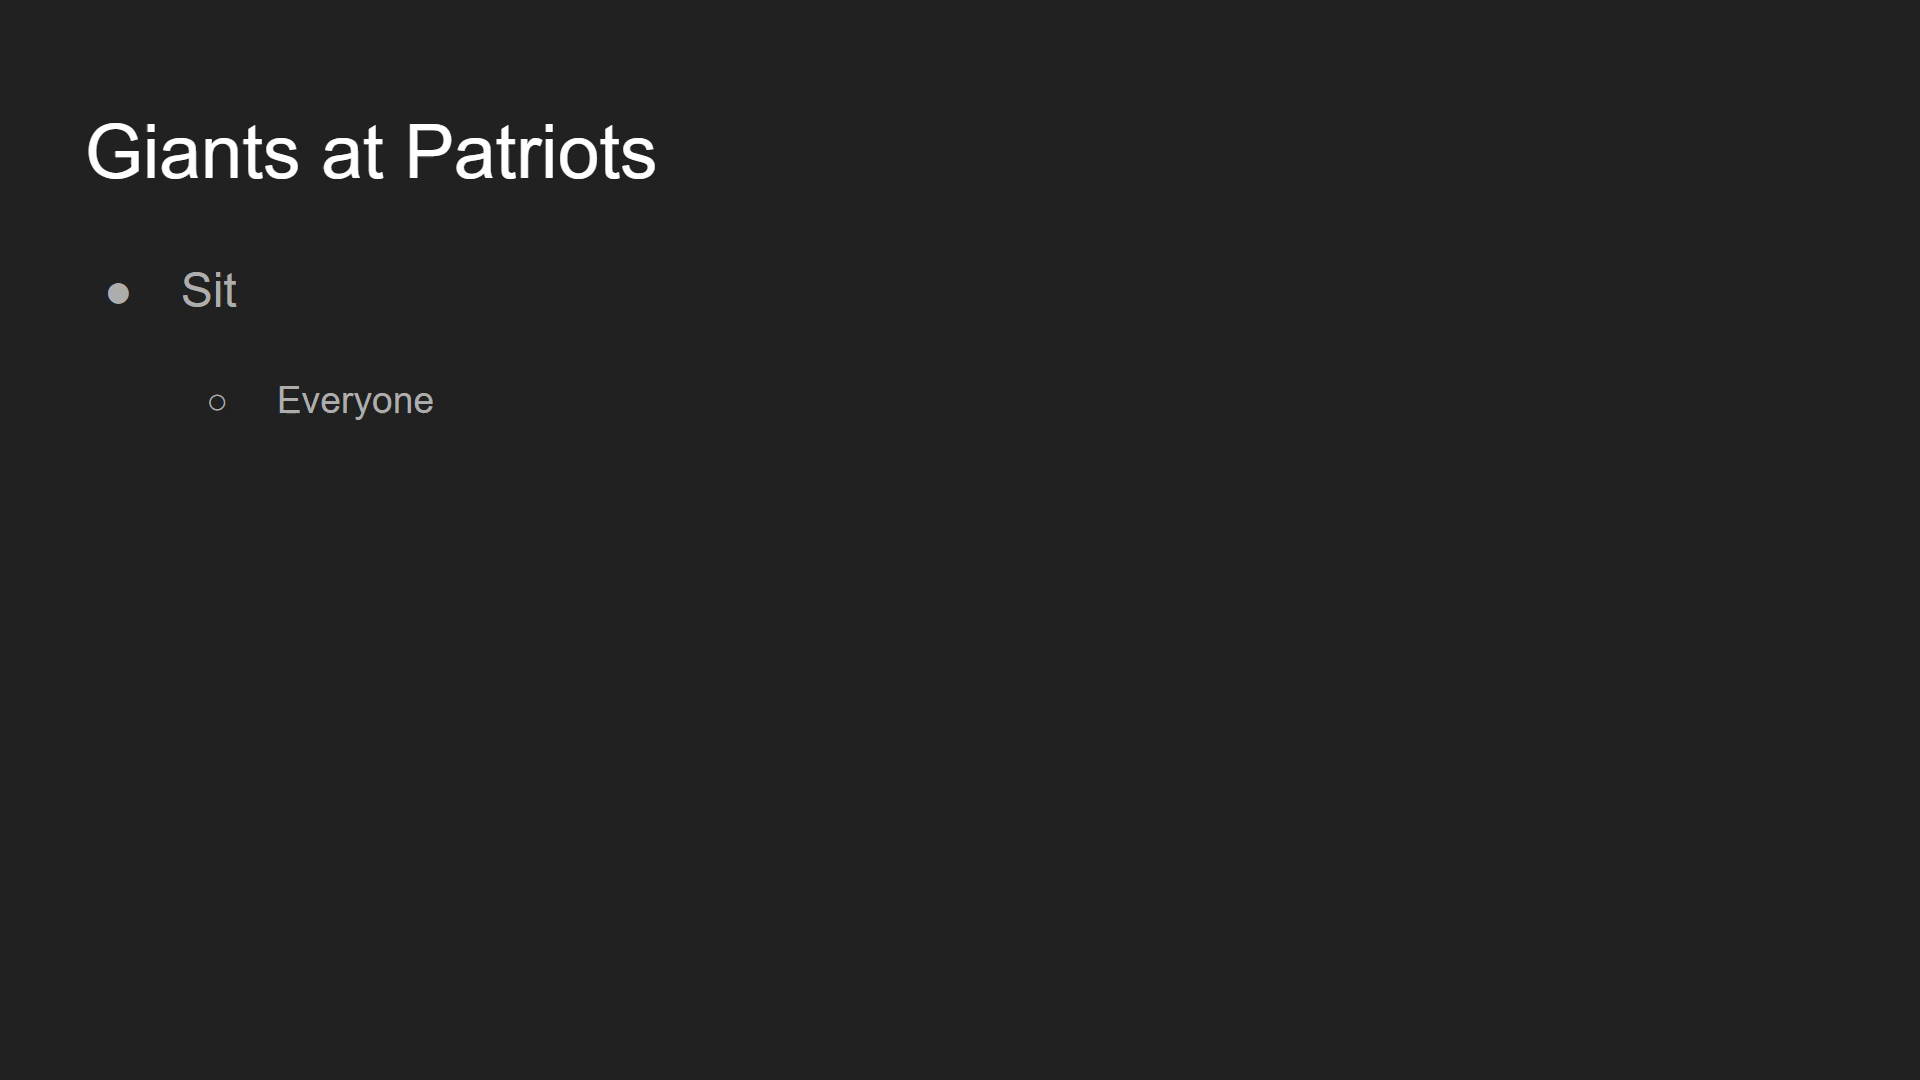 Giants at Patriots
● Sit
○ Everyone